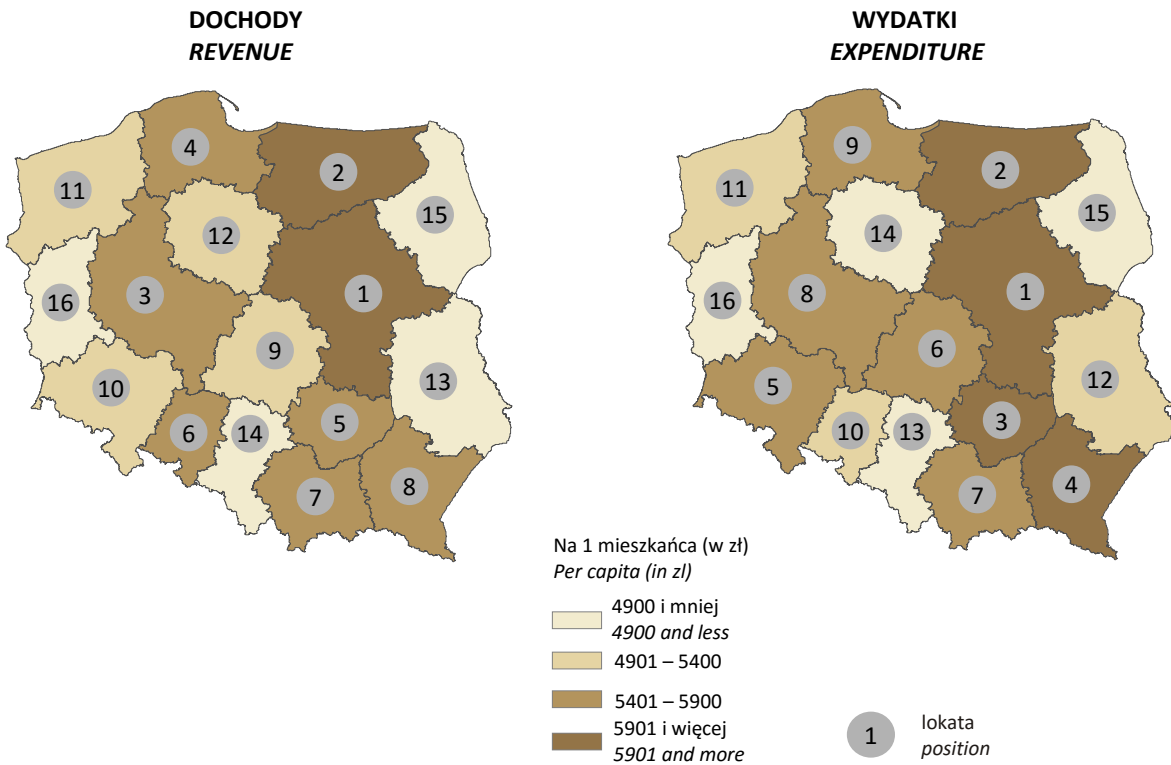 DOCHODY
REVENUE
4
2
11
15
12
3
1
16
9
13
10
5
6
14
8
7
WYDATKI
EXPENDITURE
9
2
11
15
14
8
1
16
6
12
5
3
10
13
4
7
Na 1 mieszkańca (w zł)
Per capita (in zl)
4900 i mniej
4900 and less
4901 – 5400
5401 – 5900
5901 i więcej
5901 and more
1
lokata
position